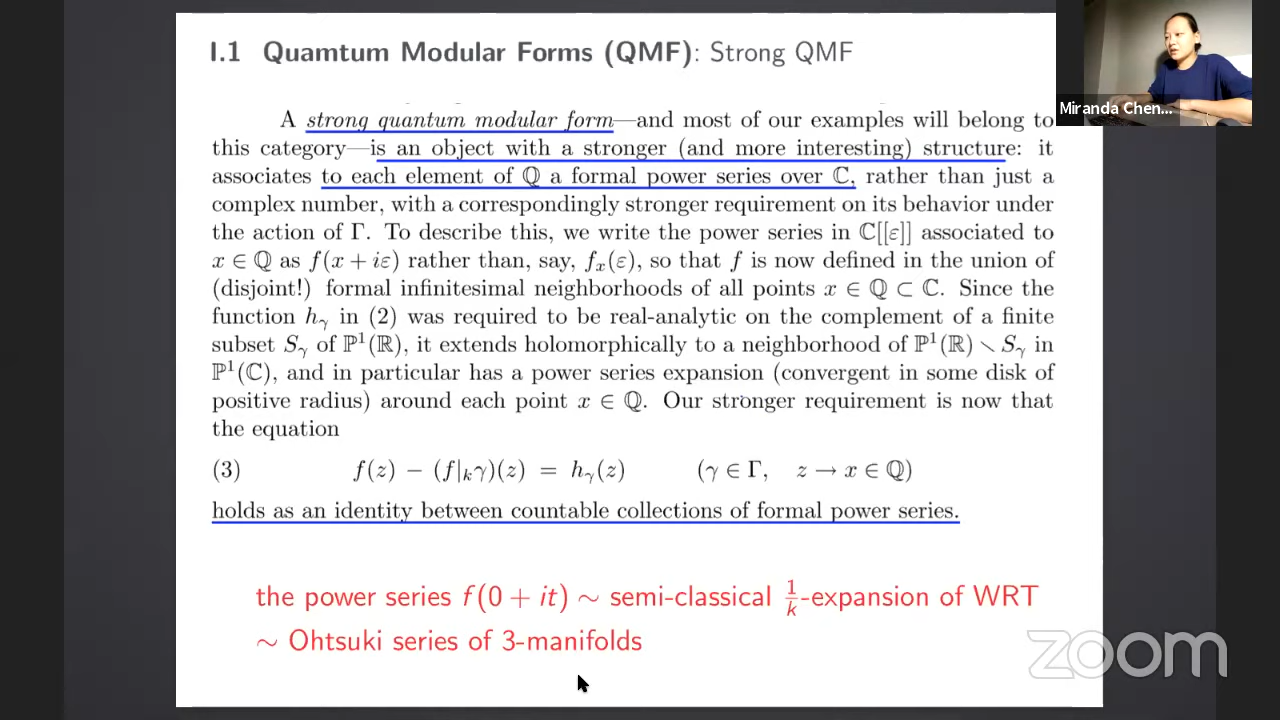 I.1 Quamtum Modular Forms (QMF): Strong QMF
A strong quantum modular form—and most of our examples will belong to
this category—is an object with a stronger (and more interesting) structure: it
associates to each element of ℚ a formal power series over ℂ, rather than just a
complex number, with a correspondingly stronger requirement on its behavior under
the action of Γ. To describe this, we write the power series in ℂ[[ε]] associated to
x ∈ ℚ as f(x + iε) rather than, say, fₓ(ε), so that f is now defined in the union of
(disjoint!) formal infinitesimal neighborhoods of all points x ∈ ℚ ⊂ ℂ. Since the
function hᵧ in (2) was required to be real-analytic on the complement of a finite
subset Sᵧ of ℙ¹(ℝ), it extends holomorphically to a neighborhood of ℙ¹(ℝ) ∖ Sᵧ in
ℙ¹(ℂ), and in particular has a power series expansion (convergent in some disk of
positive radius) around each point x ∈ ℚ. Our stronger requirement is now that
the equation
(3) f(z) − (f|ₖγ)(z) = hᵧ(z) (γ ∈ Γ, z → x ∈ ℚ)
holds as an identity between countable collections of formal power series.
the power series f(0 + it) ∼ semi-classical 1/k-expansion of WRT
∼ Ohtsuki series of 3-manifolds
Miranda Chen...
zoom